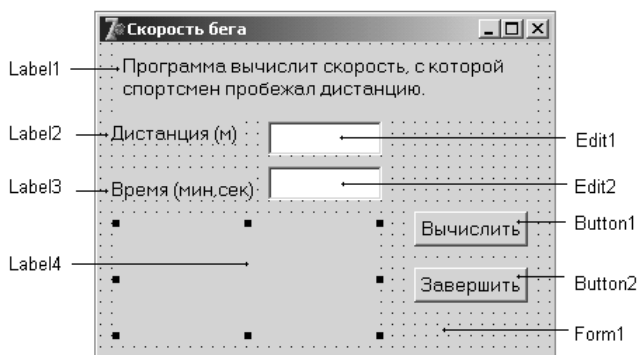 Скорость бега
Label1
Программа вычислит скорость, с которой
спортсмен пробежал дистанцию.
Label2
Дистанция (м)
Edit1
Label3
Время (мин,сек)
Edit2
Вычислить
Button1
Label4
Завершить
Button2
Form1